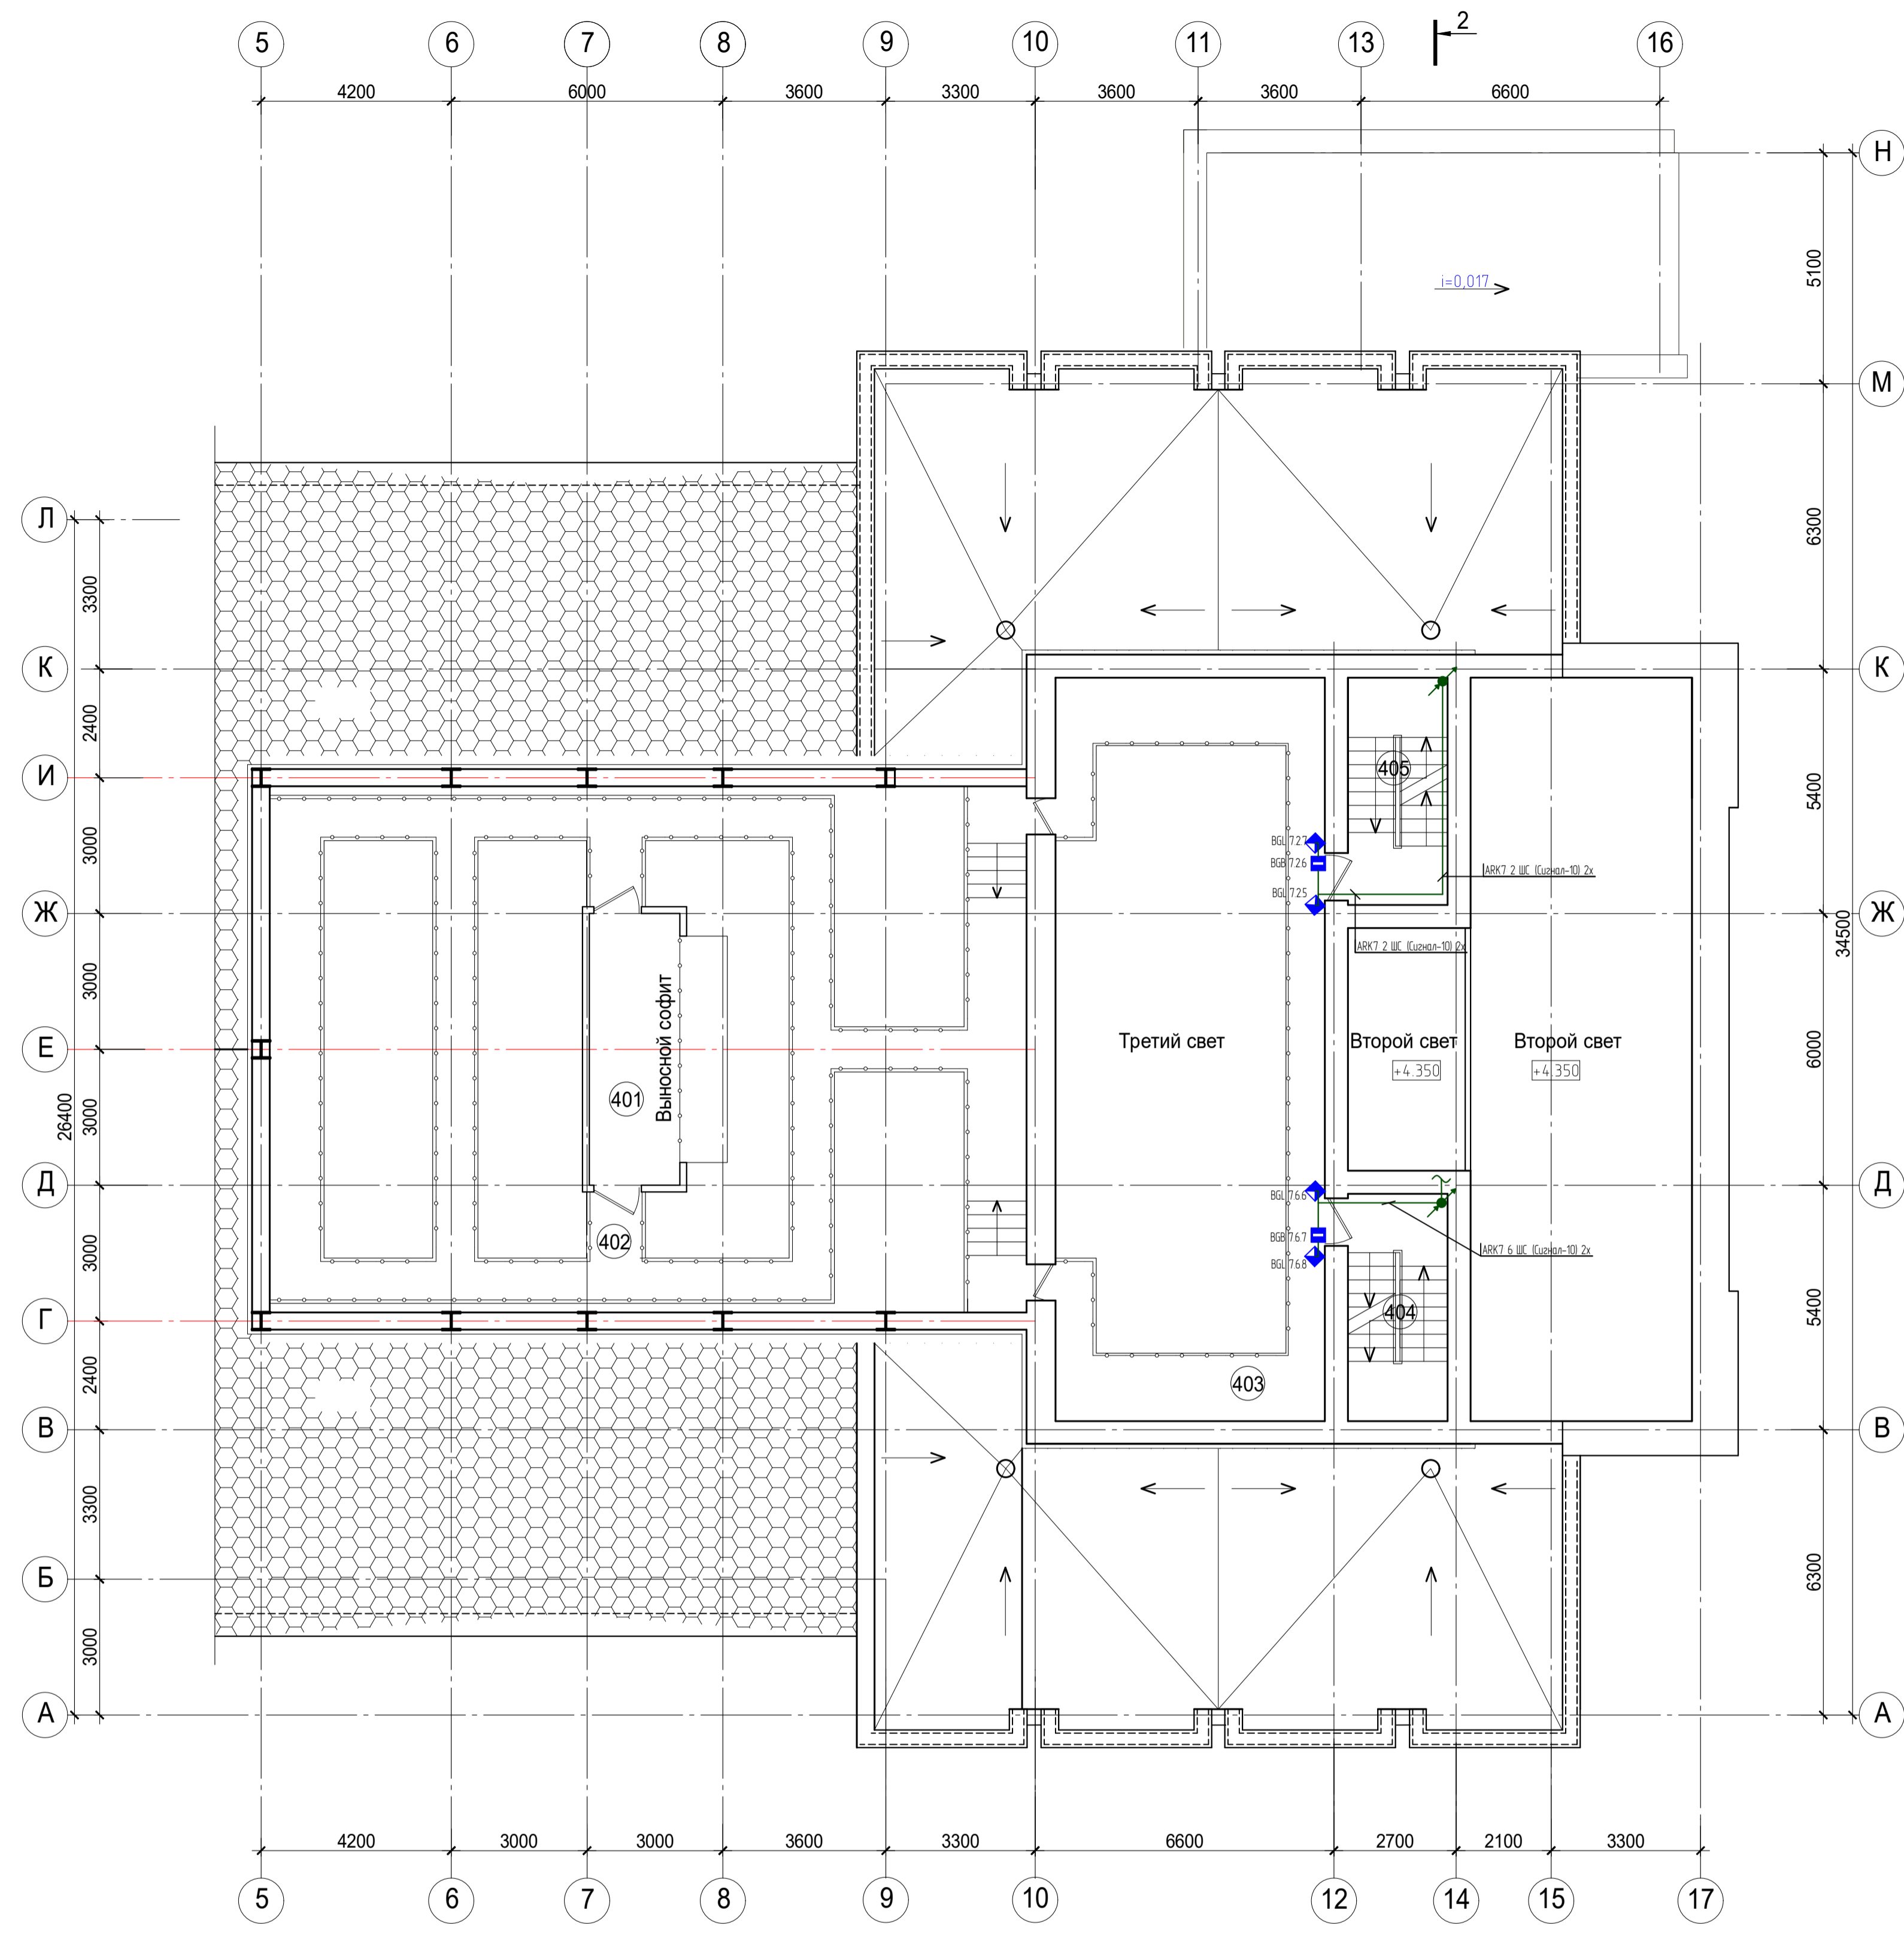 2
5 6 7 8 9 10 11 13 16
4200 6000 3600 3300 3600 3600 6600
Н
5100
i=0,017
М
6300
Л
3300
К К
2400
И
5400
405
3000
BGL 7.2.7
BGB 7.2.6
ARK7 2 ШС (Сигнал-10) 2х
BGL 7.2.5
Ж Ж
34500
ARK7 2 ШС (Сигнал-10) 2х
3000
Выносной софит
Третий свет Второй свет Второй свет
Е
6000
+4.350 +4.350
401
26400
3000
Д Д
BGL 7.6.6
402
BGB 7.6.7
3000
ARK7 6 ШС (Сигнал-10) 2х
BGL 7.6.8
404
Г
5400
2400
403
В В
3300
Б
6300
3000
А А
4200 3000 3000 3600 3300 6600 2700 2100 3300
5 6 7 8 9 10 12 14 15 17